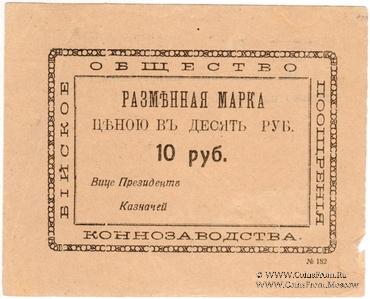 ОБЩЕСТВО
БІЙСКОЕ
ПООЩРЕНІЯ
РАЗМѢННАЯ МАРКА
ЦѢНОЮ ВЪ ДЕСЯТЬ РУБ.
10 руб.
Вице Президентъ
Казначей
КОННОЗАВОДСТВА.
№ 182
© www.CoinsFrom.Ru
www.CoinsFrom.Moscow